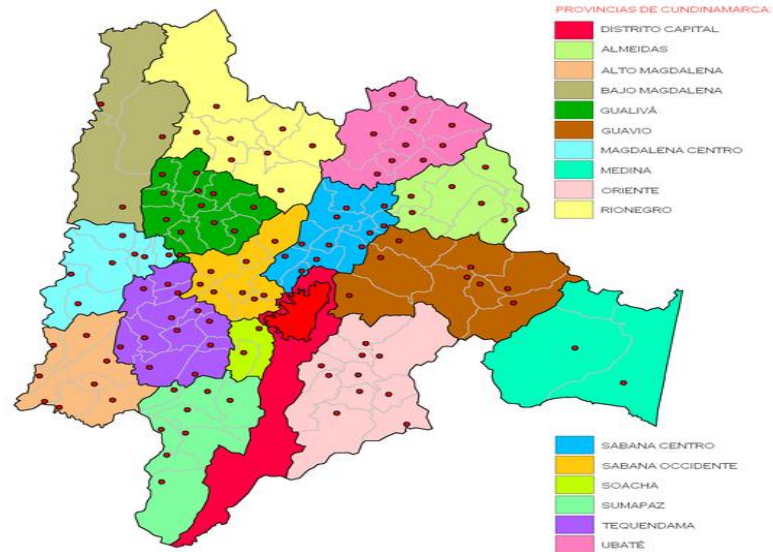 PROVINCIAS DE CUNDINAMARCA:
DISTRITO CAPITAL
ALMEIDAS
ALTO MAGDALENA
BAJO MAGDALENA
GUALIVÁ
GUAVIO
MAGDALENA CENTRO
MEDINA
ORIENTE
RIONEGRO
SABANA CENTRO
SABANA OCCIDENTE
SOACHA
SUMAPAZ
TEQUENDAMA
UBATÉ